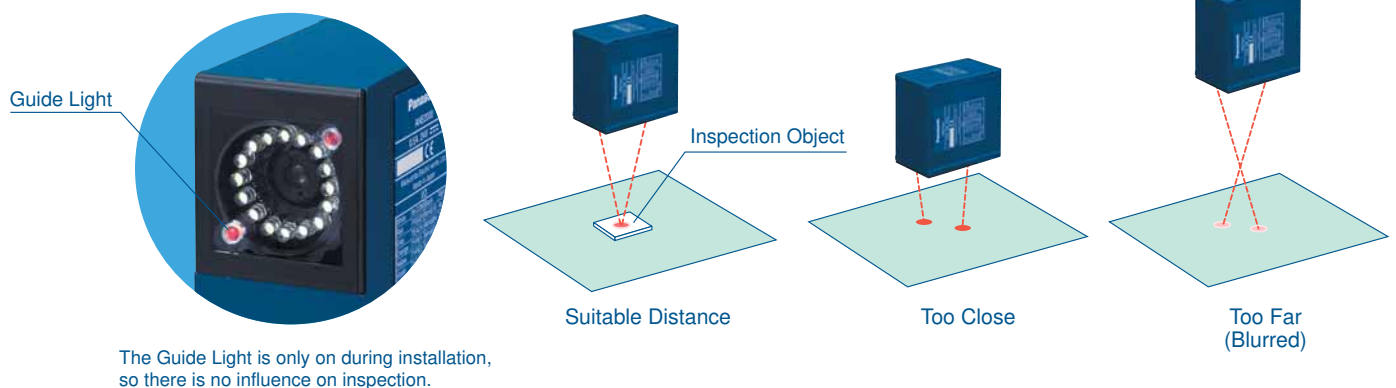 Guide Light
Panasonic
Inspection Object
Suitable Distance
Too Close
Too Far
(Blurred)
The Guide Light is only on during installation,
so there is no influence on inspection.